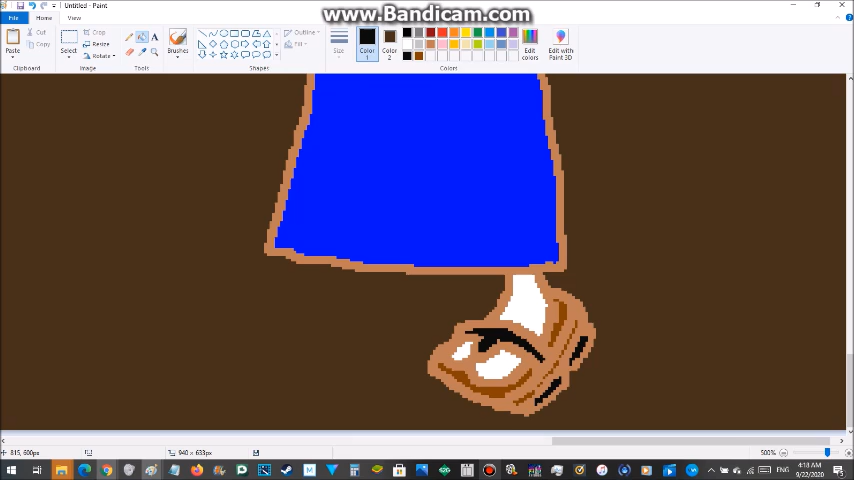 www.Bandicam.com
Untitled - Paint
File
Home
View
Paste
Cut
Copy
Clipboard
Select
Crop
Resize
Rotate
Image
Tools
Brushes
Outline
Fill
Shapes
Size
Color
1
Color
2
Edit
colors
Edit with
Paint 3D
Colors
815, 600px
940 × 633px
500%
ENG
4:18 AM
9/22/2020